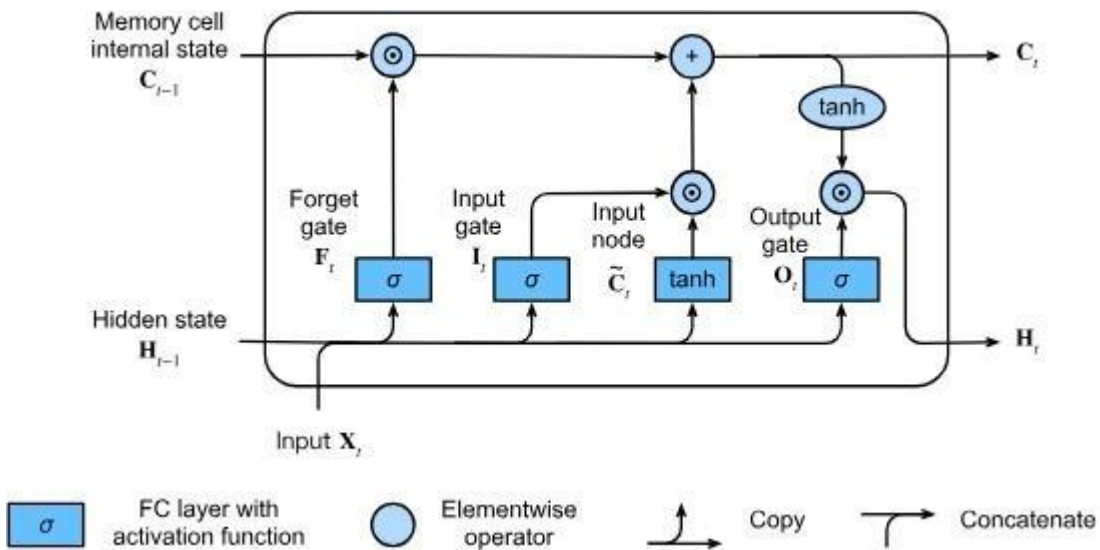 Memory cell
internal state
C_{t-1}
C_t
tanh
Forget
gate
F_t
σ
Input
gate
I_t
σ
Input
node
C̃_t
tanh
Output
gate
O_t
σ
Hidden state
H_{t-1}
H_t
Input X_t
σ
FC layer with
activation function
Elementwise
operator
Copy
Concatenate